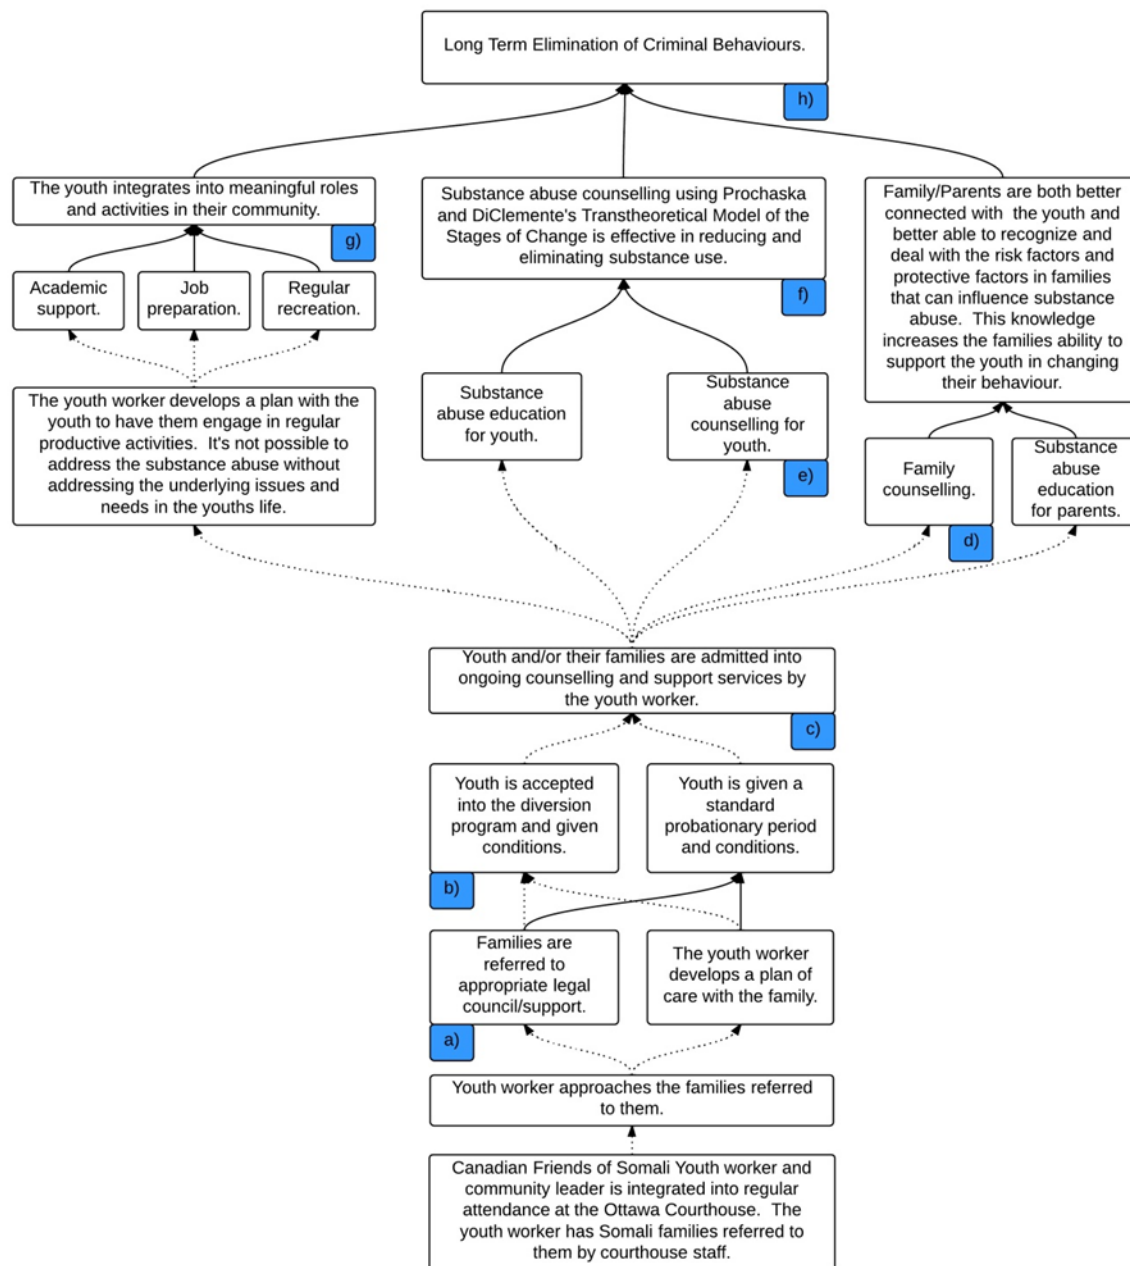 Long Term Elimination of Criminal Behaviours.
h)
The youth integrates into meaningful roles
and activities in their community.
g)
Substance abuse counselling using Prochaska
and DiClemente's Transtheoretical Model of the
Stages of Change is effective in reducing and
eliminating substance use.
f)
Family/Parents are both better
connected with the youth and
better able to recognize and
deal with the risk factors and
protective factors in families
that can influence substance
abuse. This knowledge
increases the families ability to
support the youth in changing
their behaviour.
Academic
support.
Job
preparation.
Regular
recreation.
The youth worker develops a plan with the
youth to have them engage in regular
productive activities. It's not possible to
address the substance abuse without
addressing the underlying issues and
needs in the youths life.
Substance
abuse education
for youth.
Substance
abuse
counselling for
youth.
e)
Family
counselling.
d)
Substance
abuse
education
for parents.
Youth and/or their families are admitted into
ongoing counselling and support services by
the youth worker.
c)
Youth is accepted
into the diversion
program and given
conditions.
b)
Youth is given a
standard
probationary period
and conditions.
Families are
referred to
appropriate legal
council/support.
a)
The youth worker
develops a plan of
care with the family.
Youth worker approaches the families referred
to them.
Canadian Friends of Somali Youth worker and
community leader is integrated into regular
attendance at the Ottawa Courthouse. The
youth worker has Somali families referred to
them by courthouse staff.